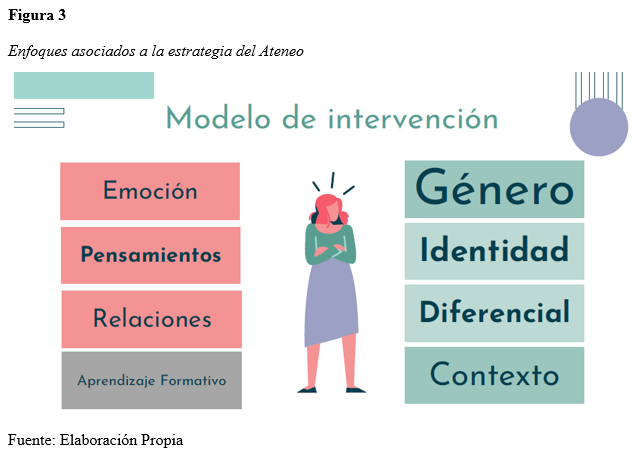 Figura 3
Enfoques asociados a la estrategia del Ateneo
Modelo de intervención
Emoción
Pensamientos
Relaciones
Aprendizaje Formativo
Género
Identidad
Diferencial
Contexto
Fuente: Elaboración Propia